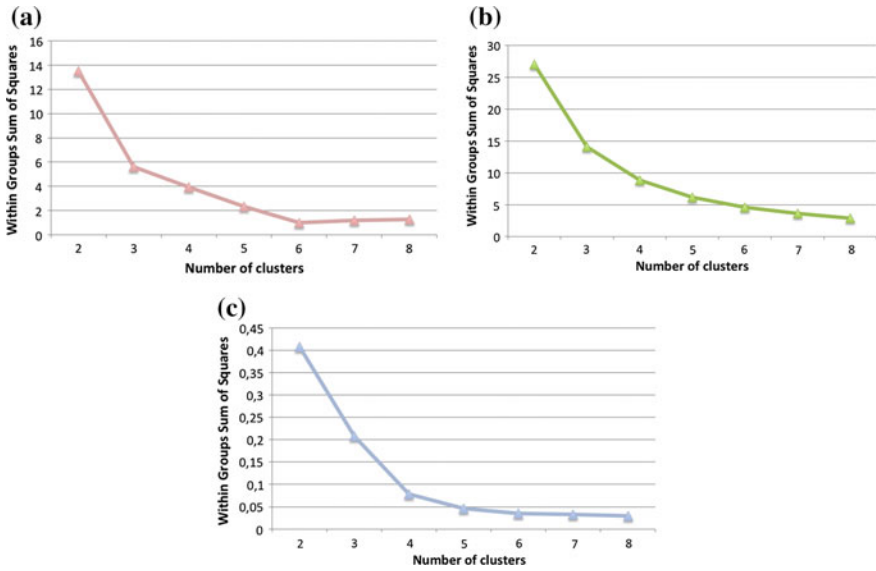 (a)
Within Groups Sum of Squares
16
14
12
10
8
6
4
2
0
2 3 4 5 6 7 8
Number of clusters
(b)
Within Groups Sum of Squares
30
25
20
15
10
5
0
2 3 4 5 6 7 8
Number of clusters
(c)
Within Groups Sum of Squares
0,45
0,4
0,35
0,3
0,25
0,2
0,15
0,1
0,05
0
2 3 4 5 6 7 8
Number of clusters